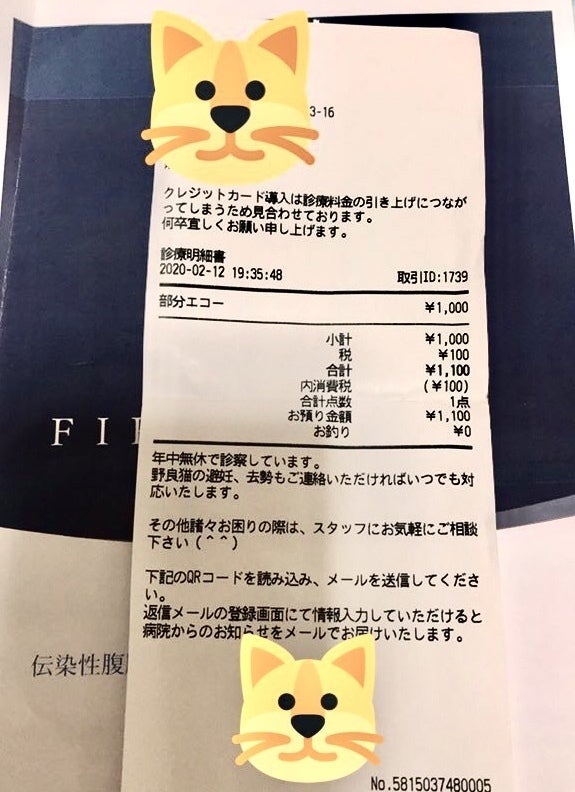 3-16
クレジットカード導入は診療料金の引き上げにつなが
ってしまうため見合わせております。
何卒宜しくお願い申し上げます。
診療明細書
2020-02-12 19:35:48 取引ID:1739
部分エコー ¥1,000
小計 ¥1,000
税 ¥100
合計 ¥1,100
内消費税 (¥100)
合計点数 1点
お預り金額 ¥1,100
お釣り ¥0
年中無休で診察しています。
野良猫の避妊、去勢もご連絡いただければいつでも対
応いたします。
その他諸々お困りの際は、スタッフにお気軽にご相談
下さい(^^)
下記のQRコードを読み込み、メールを送信してくださ
い。
返信メールの登録画面にて情報入力していただけると
病院からのお知らせをメールでお届けいたします。
No.5815037480005
FI
伝染性腹